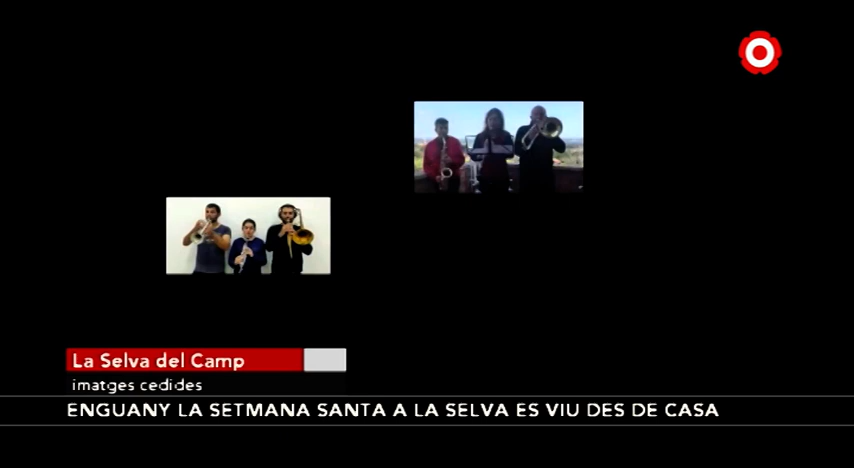 La Selva del Camp
imatges cedides
ENGUANY LA SETMANA SANTA A LA SELVA ES VIU DES DE CASA